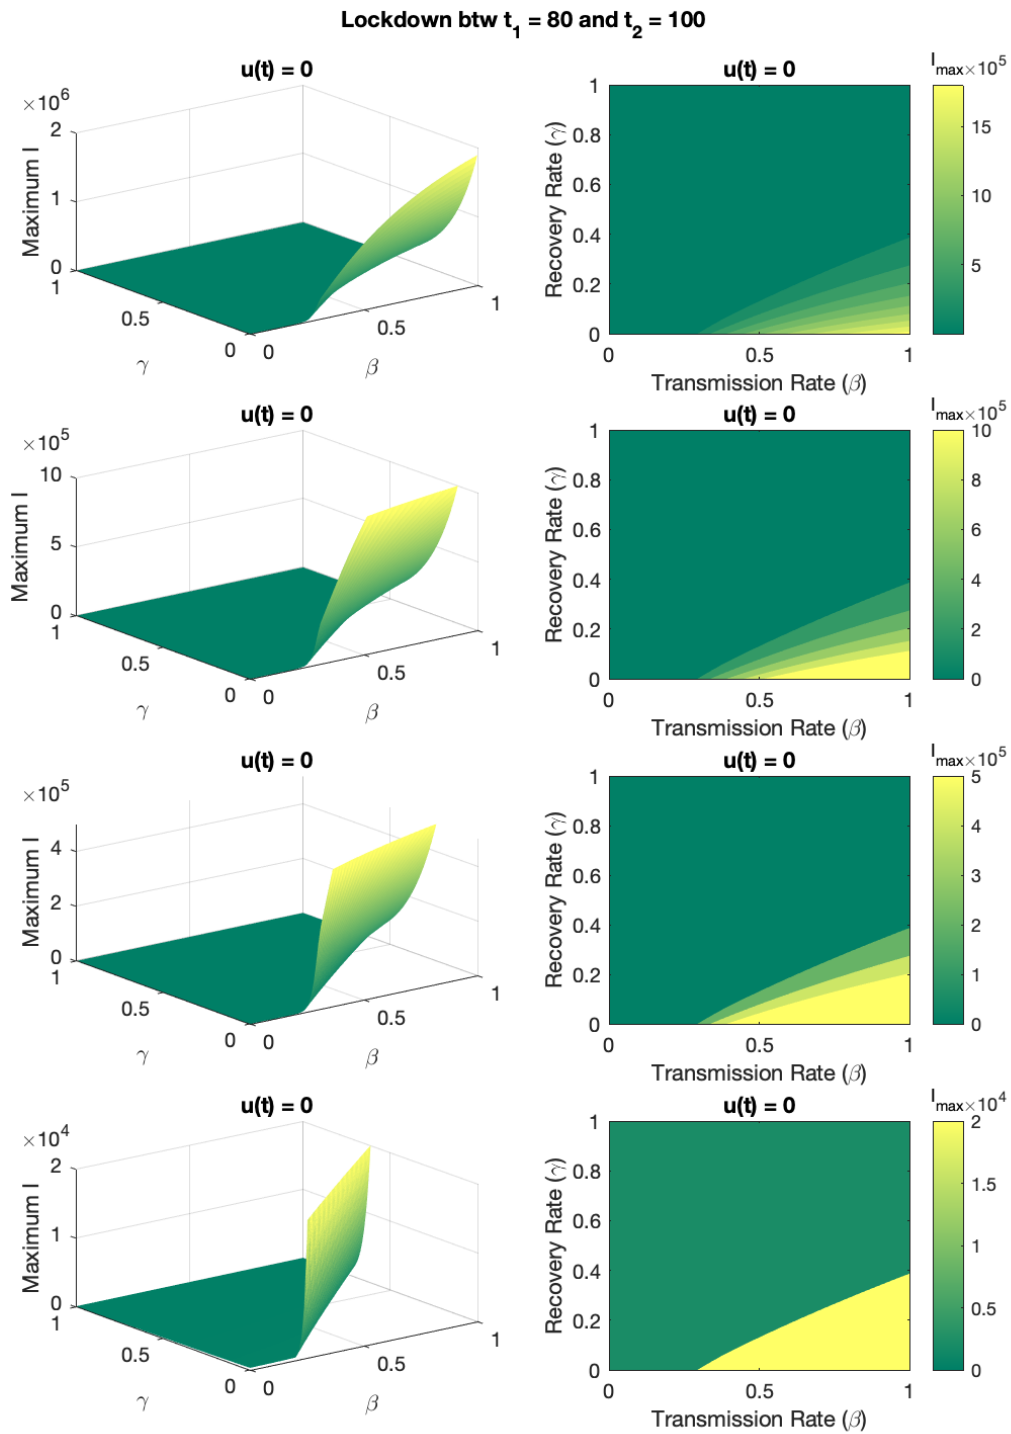 Lockdown btw t1 = 80 and t2 = 100
u(t) = 0
×10^6
2
1
0
Maximum I
1
0.5
0
γ
0
0.5
1
β
u(t) = 0
Imax×10^5
1
0.8
0.6
0.4
0.2
0
Recovery Rate (γ)
0
0.5
1
Transmission Rate (β)
15
10
5
u(t) = 0
×10^5
10
5
0
Maximum I
1
0.5
0
γ
0
0.5
1
β
u(t) = 0
Imax×10^5
1
0.8
0.6
0.4
0.2
0
Recovery Rate (γ)
0
0.5
1
Transmission Rate (β)
10
8
6
4
2
0
u(t) = 0
×10^5
4
2
0
Maximum I
1
0.5
0
γ
0
0.5
1
β
u(t) = 0
Imax×10^5
1
0.8
0.6
0.4
0.2
0
Recovery Rate (γ)
0
0.5
1
Transmission Rate (β)
5
4
3
2
1
0
u(t) = 0
×10^4
2
1
0
Maximum I
1
0.5
0
γ
0
0.5
1
β
u(t) = 0
Imax×10^4
1
0.8
0.6
0.4
0.2
0
Recovery Rate (γ)
0
0.5
1
Transmission Rate (β)
2
1.5
1
0.5
0